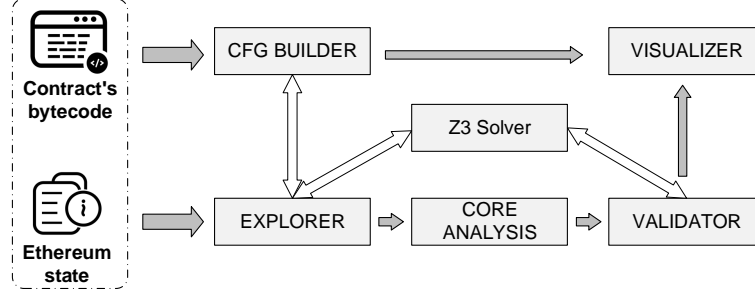 CFG BUILDER
VISUALIZER
</>
Contract's
bytecode
Z3 Solver
i
EXPLORER
CORE
ANALYSIS
VALIDATOR
Ethereum
state